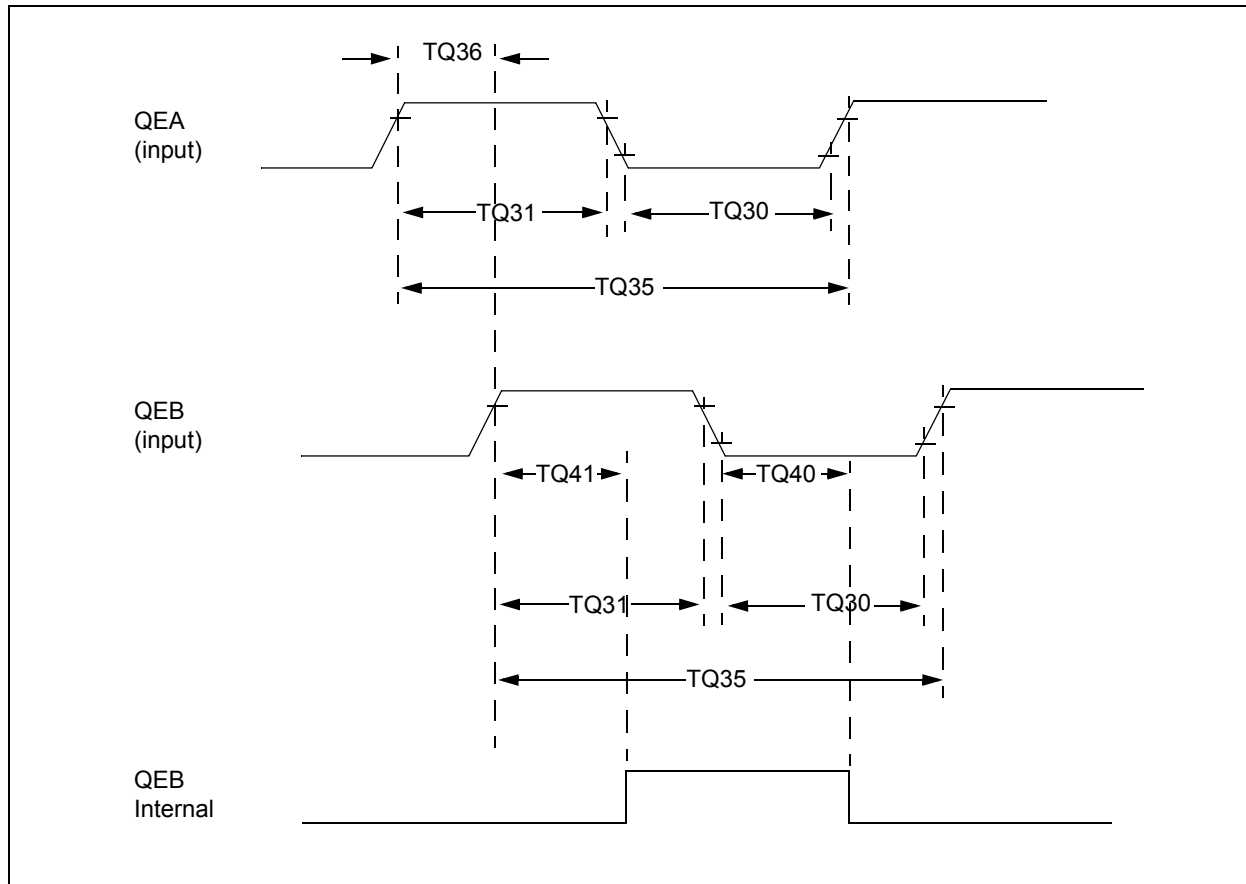 TQ36
QEA
(input)
TQ31
TQ30
TQ35
QEB
(input)
TQ41
TQ40
TQ31
TQ30
TQ35
QEB
Internal